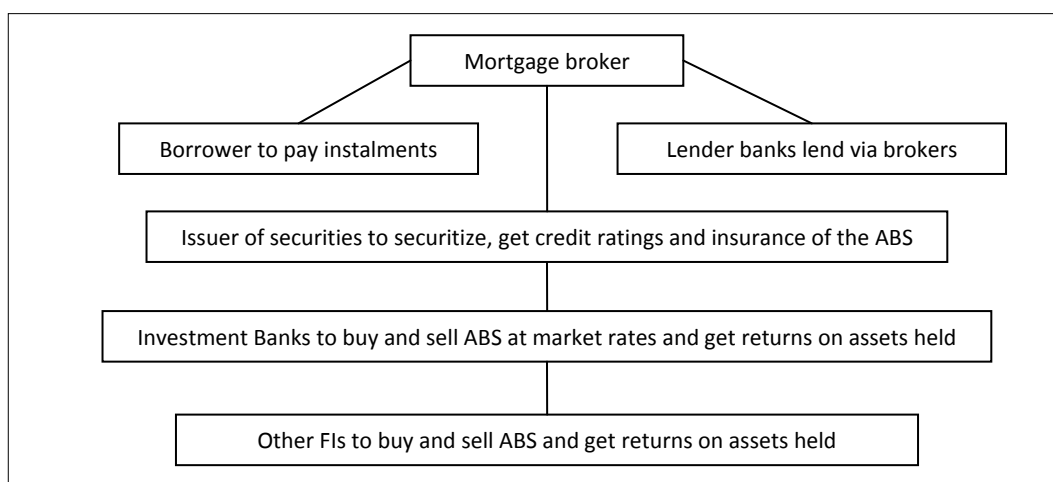 Mortgage broker
Borrower to pay instalments
Lender banks lend via brokers
Issuer of securities to securitize, get credit ratings and insurance of the ABS
Investment Banks to buy and sell ABS at market rates and get returns on assets held
Other FIs to buy and sell ABS and get returns on assets held